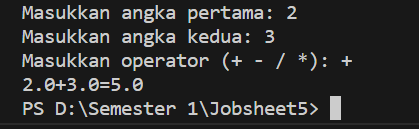 Masukkan angka pertama: 2
Masukkan angka kedua: 3
Masukkan operator (+ - / *): +
2.0+3.0=5.0
PS D:\Semester 1\Jobsheet5>